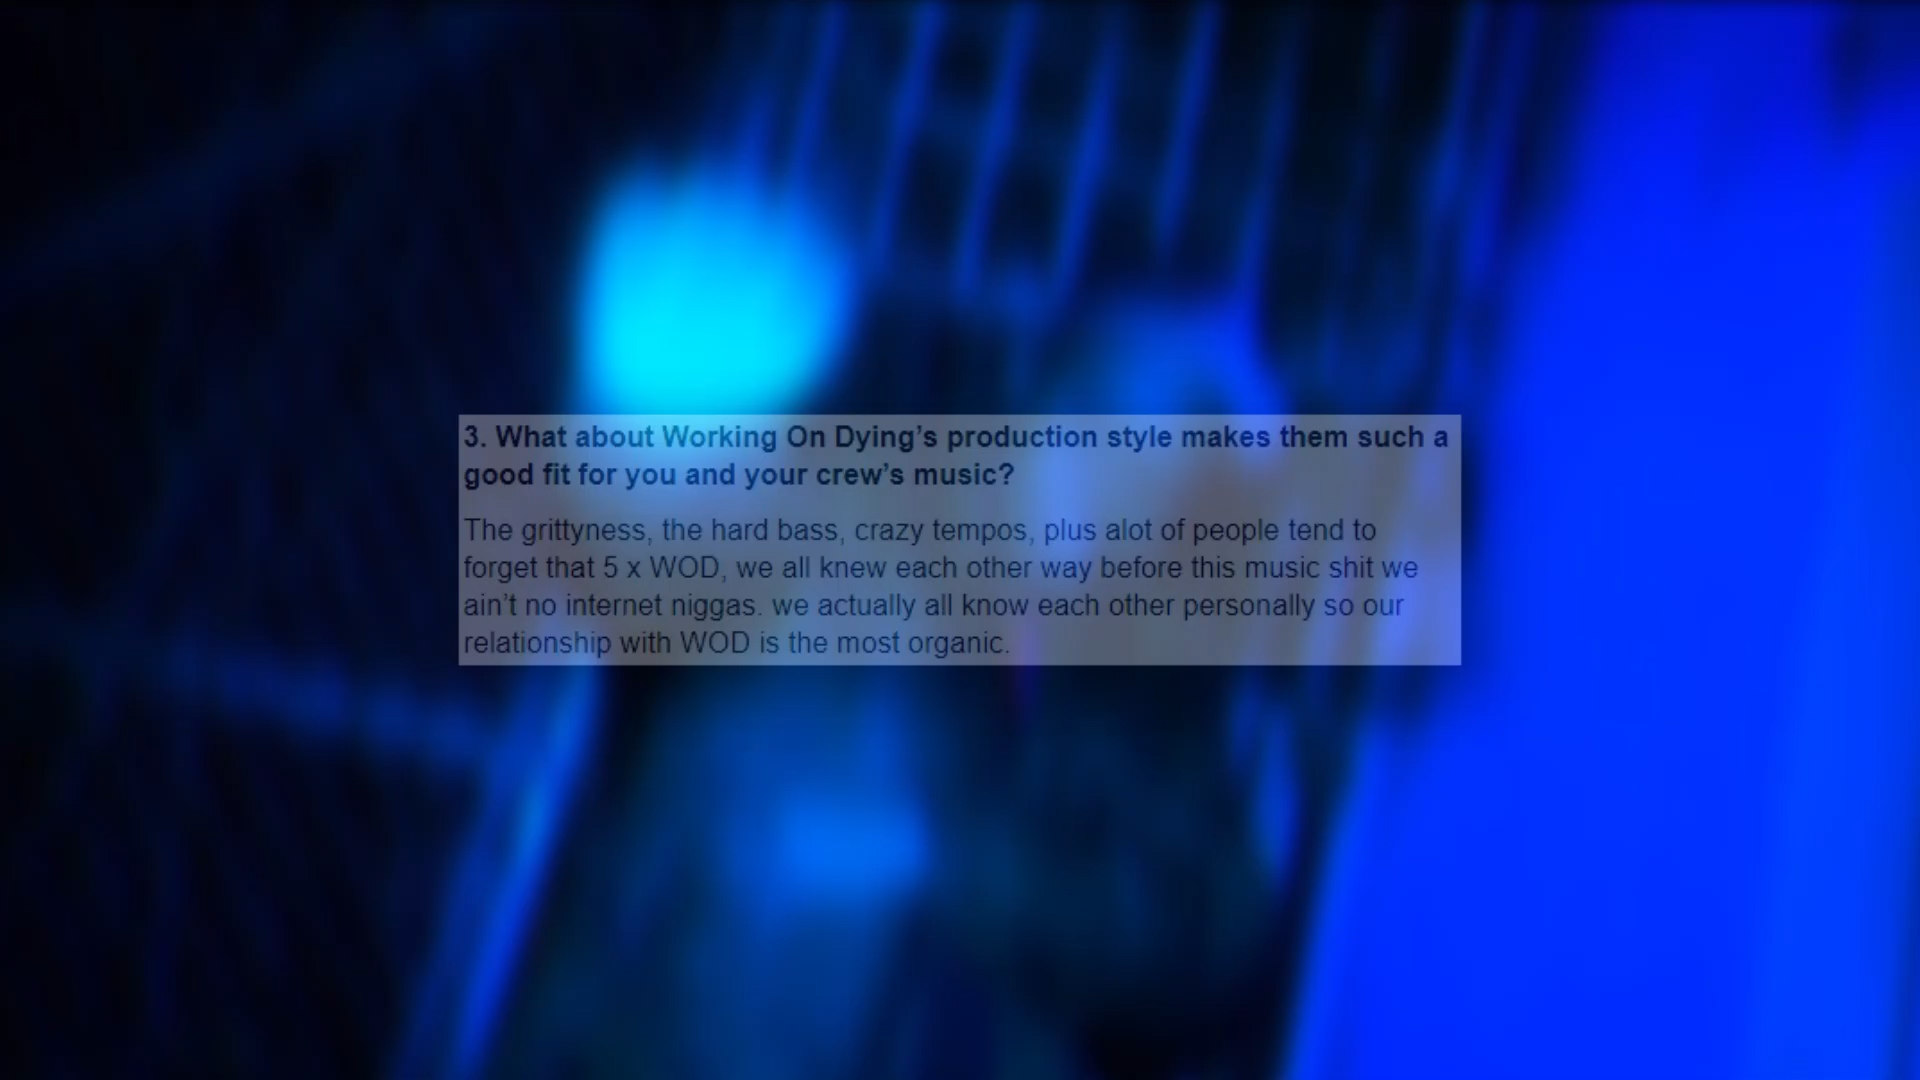 3. What about Working On Dying’s production style makes them such a
good fit for you and your crew’s music?
The grittyness, the hard bass, crazy tempos, plus alot of people tend to
forget that 5 x WOD, we all knew each other way before this music shit we
ain’t no internet niggas. we actually all know each other personally so our
relationship with WOD is the most organic.